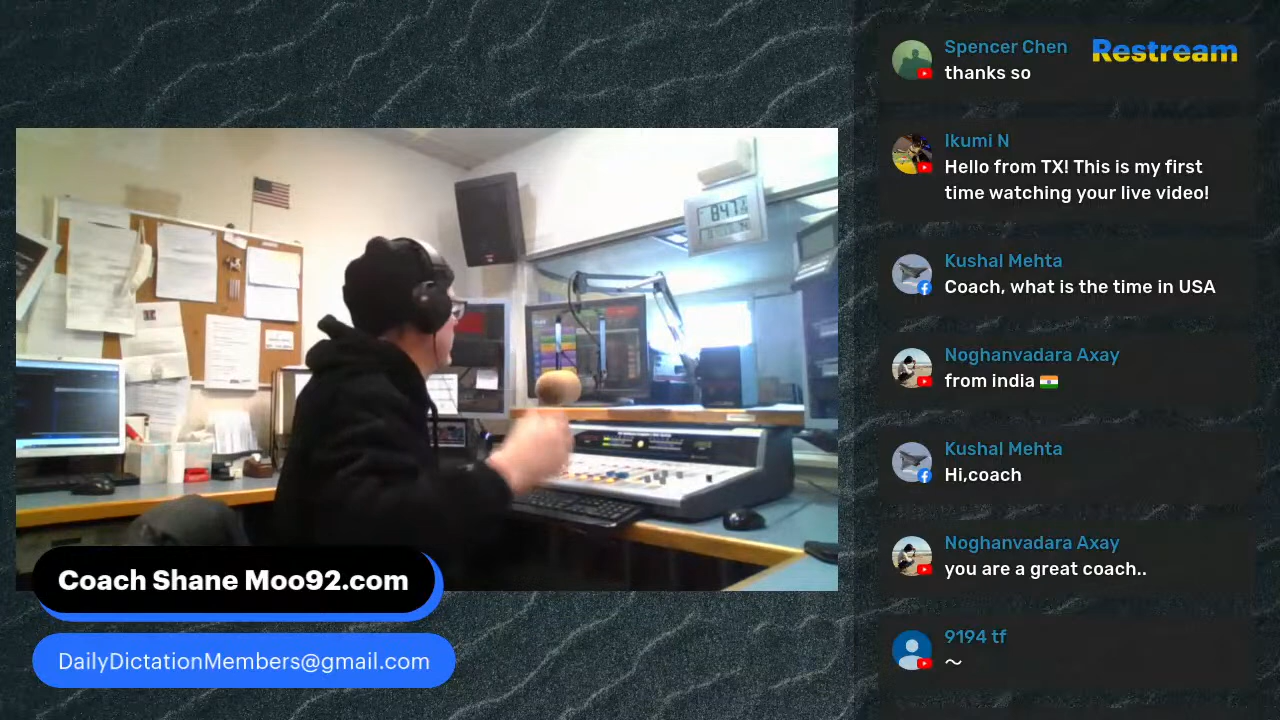 Spencer Chen
Restream
thanks so
Ikumi N
Hello from TX! This is my first
time watching your live video!
Kushal Mehta
Coach, what is the time in USA
Noghanvadara Axay
from india 🇮🇳
Kushal Mehta
Hi,coach
Noghanvadara Axay
you are a great coach..
9194 tf
〜
847
Coach Shane Moo92.com
DailyDictationMembers@gmail.com